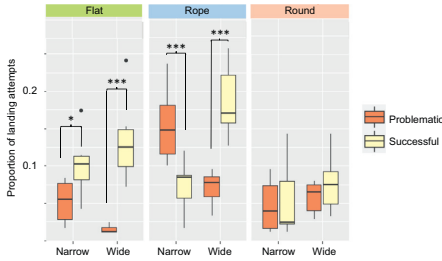 Flat Rope Round
Proportion of landing attempts
0.2
0.1
* *** *** ***
Problematic
Successful
Narrow Wide Narrow Wide Narrow Wide